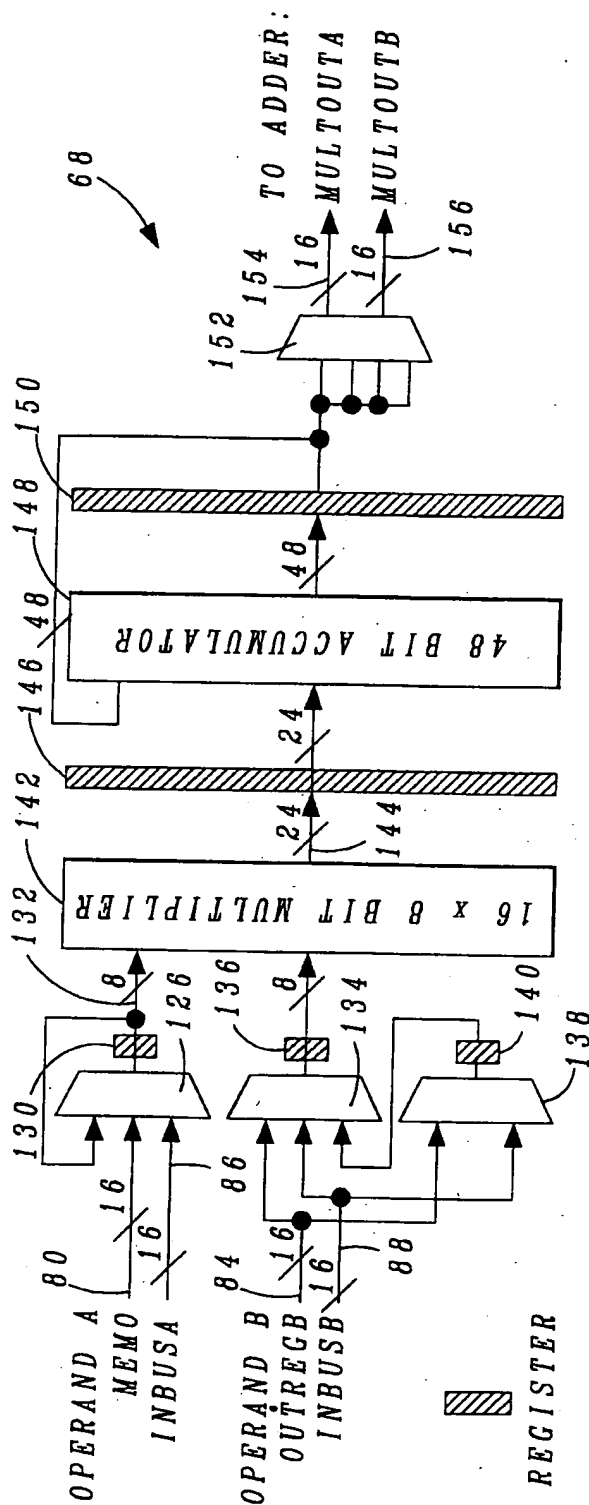 68
TO ADDER:
MULTOUTA
MULTOUTB
154
16
16
156
152
150
148
48
146
142
132
48 BIT ACCUMULATOR
48
24
24
144
16 x 8 BIT MULTIPLIER
8
126
130
136
8
134
140
138
80
16
16
86
84
16
16
88
OPERAND A
MEMO
INBUSA
OPERAND B
OUTREGB
INBUSB
REGISTER